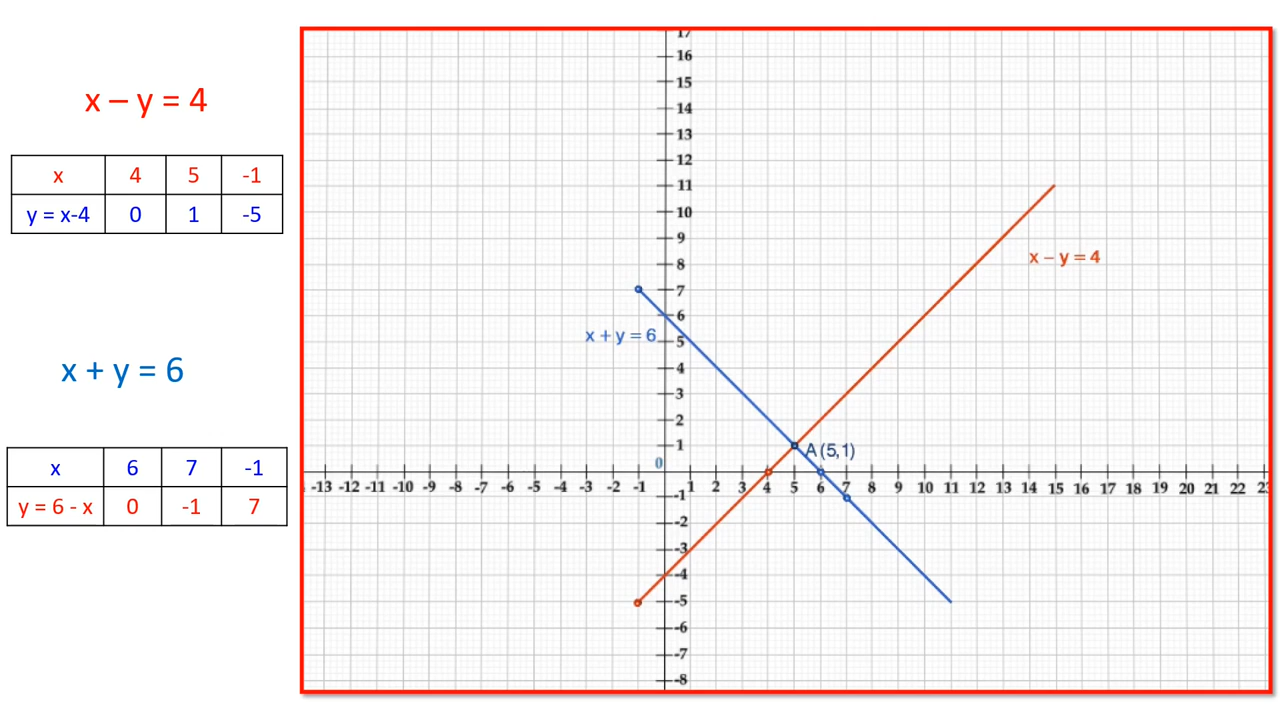 x – y = 4
x 4 5 -1
y = x-4 0 1 -5
x + y = 6
x 6 7 -1
y = 6 - x 0 -1 7
17
16
15
14
13
12
11
10
9
8
7
6
5
4
3
2
1
x – y = 4
x + y = 6
A (5,1)
0
-13 -12 -11 -10 -9 -8 -7 -6 -5 -4 -3 -2 -1 1 2 3 4 5 6 7 8 9 10 11 12 13 14 15 16 17 18 19 20 21 22 23
-1
-2
-3
-4
-5
-6
-7
-8